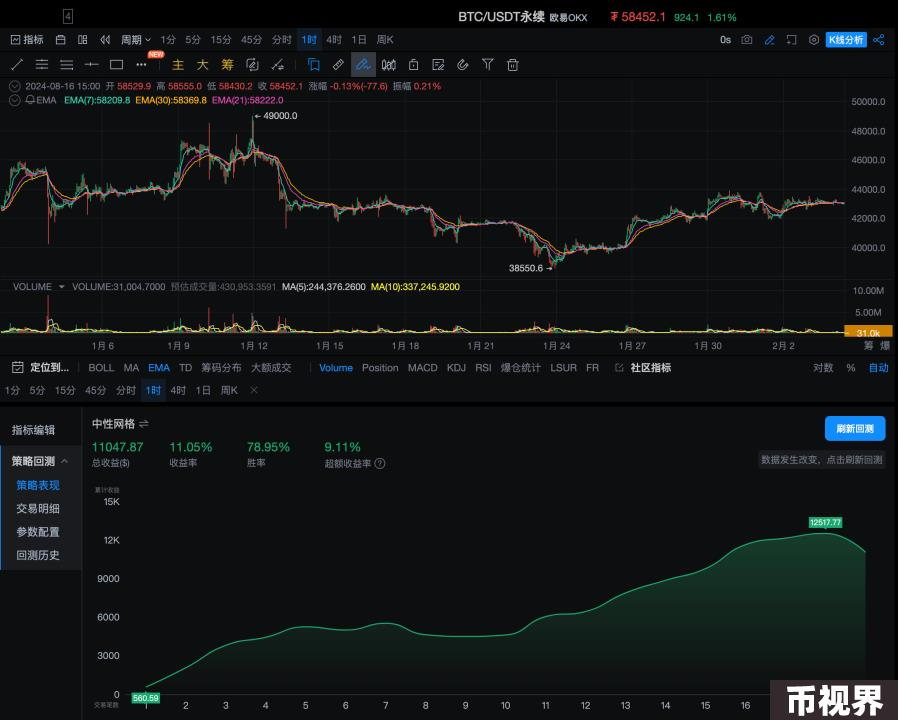 4
BTC/USDT永续 欧易OKX ₮ 58452.1 924.1 1.61%
指标 周期 1分 5分 15分 45分 分时 1时 4时 1日 周K 0s K线分析
NEW
主 大 筹
2024-08-16 15:00 开 58529.9 高 58555.0 低 58430.2 收 58452.1 涨幅 -0.13%(-77.6) 振幅 0.21%
EMA EMA(7):58209.8 EMA(30):58369.8 EMA(21):58222.0
50000.0
49000.0
48000.0
46000.0
44000.0
42000.0
40000.0
38550.6
VOLUME VOLUME:31,004.7000 预估成交量:430,953.3591 MA(5):244,376.2600 MA(10):337,245.9200
10.00M
5.00M
31.0k
1月 6 1月 9 1月 12 1月 15 1月 18 1月 21 1月 24 1月 27 1月 30 2月 2 筹 爆
定位到... BOLL MA EMA TD 筹码分布 大额成交 Volume Position MACD KDJ RSI 爆仓统计 LSUR FR 社区指标 对数 % 自动
1分 5分 15分 45分 分时 1时 4时 1日 周K
指标编辑
策略回测
策略表现
交易明细
参数配置
回测历史
中性网格
刷新回测
11047.87 11.05% 78.95% 9.11%
总收益($) 收益率 胜率 超额收益率
数据发生改变，点击刷新回测
累计收益
15K
12K
9000
6000
3000
0
12517.77
560.59
交易笔数 1 2 3 4 5 6 7 8 9 10 11 12 13 14 15 16
币视界